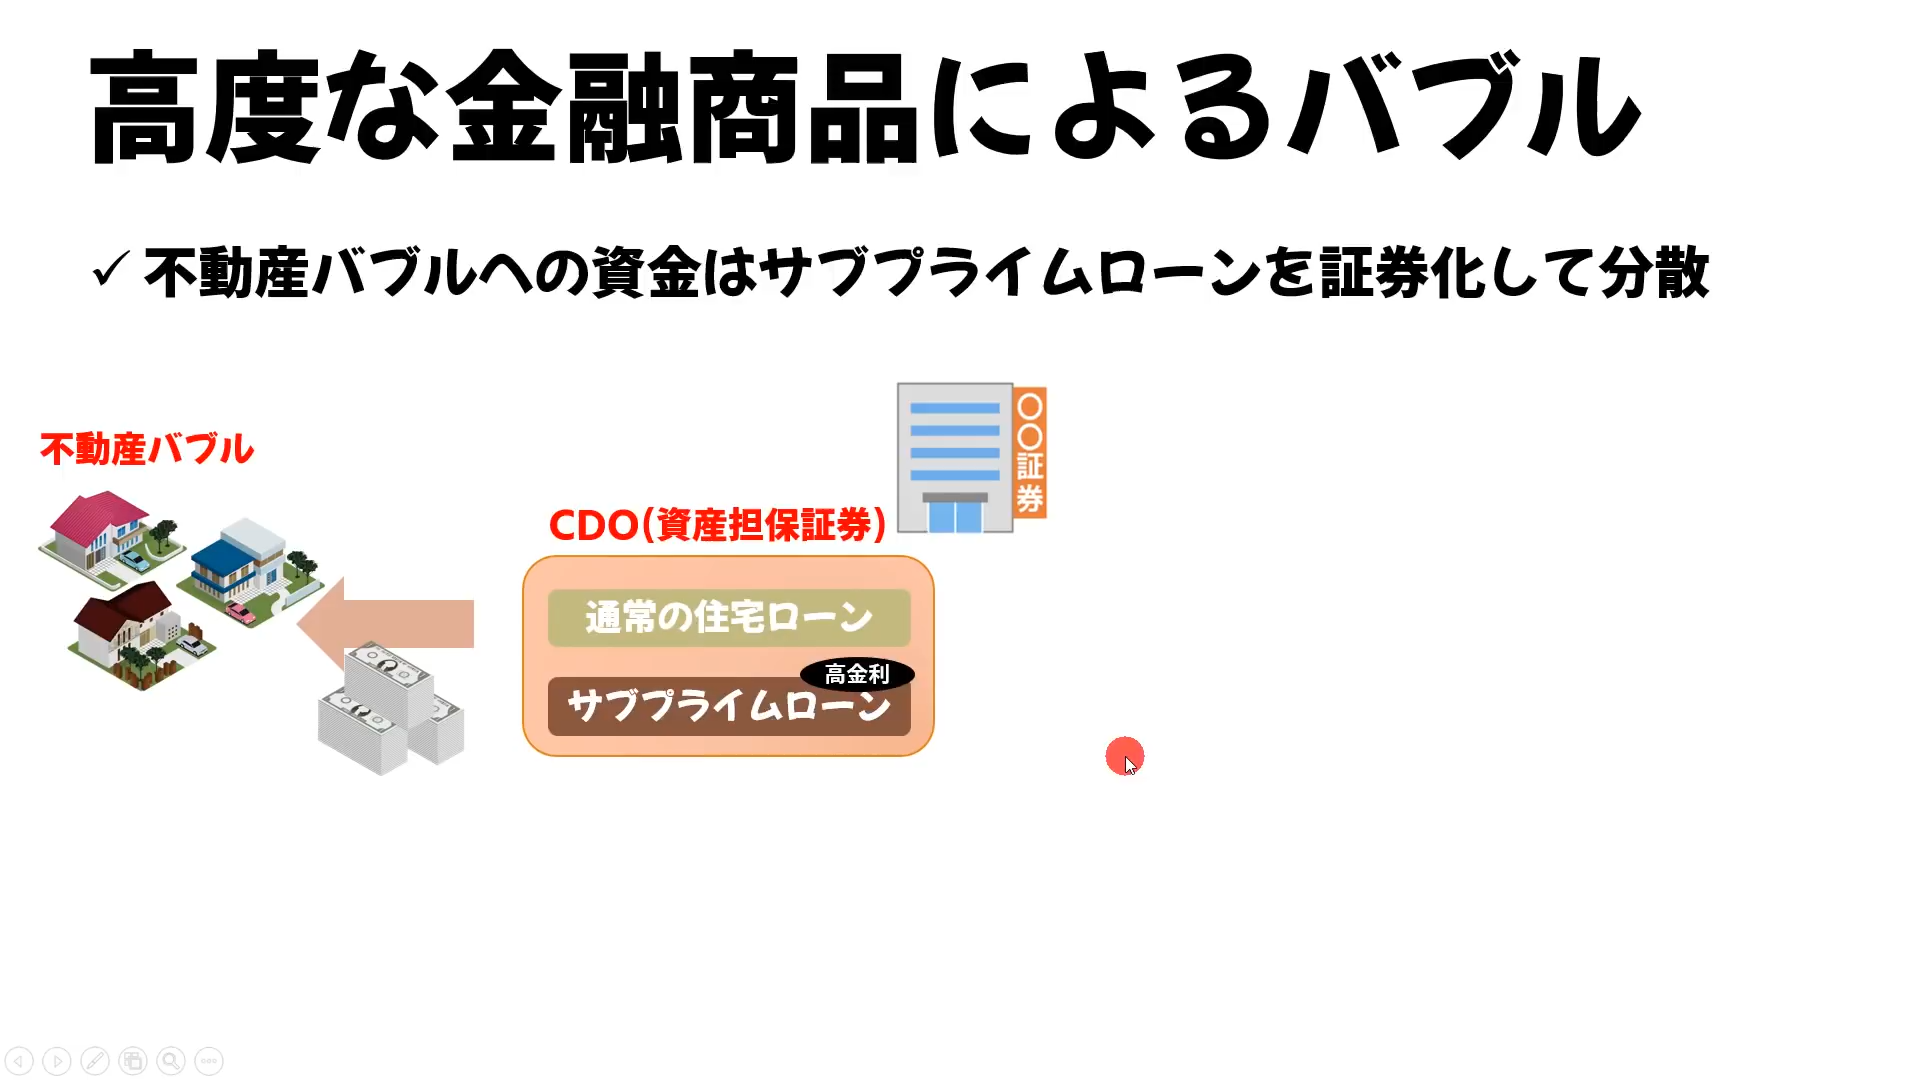 高度な金融商品によるバブル
✓ 不動産バブルへの資金はサブプライムローンを証券化して分散
不動産バブル
〇〇証券
CDO(資産担保証券)
通常の住宅ローン
高金利
サブプライムローン